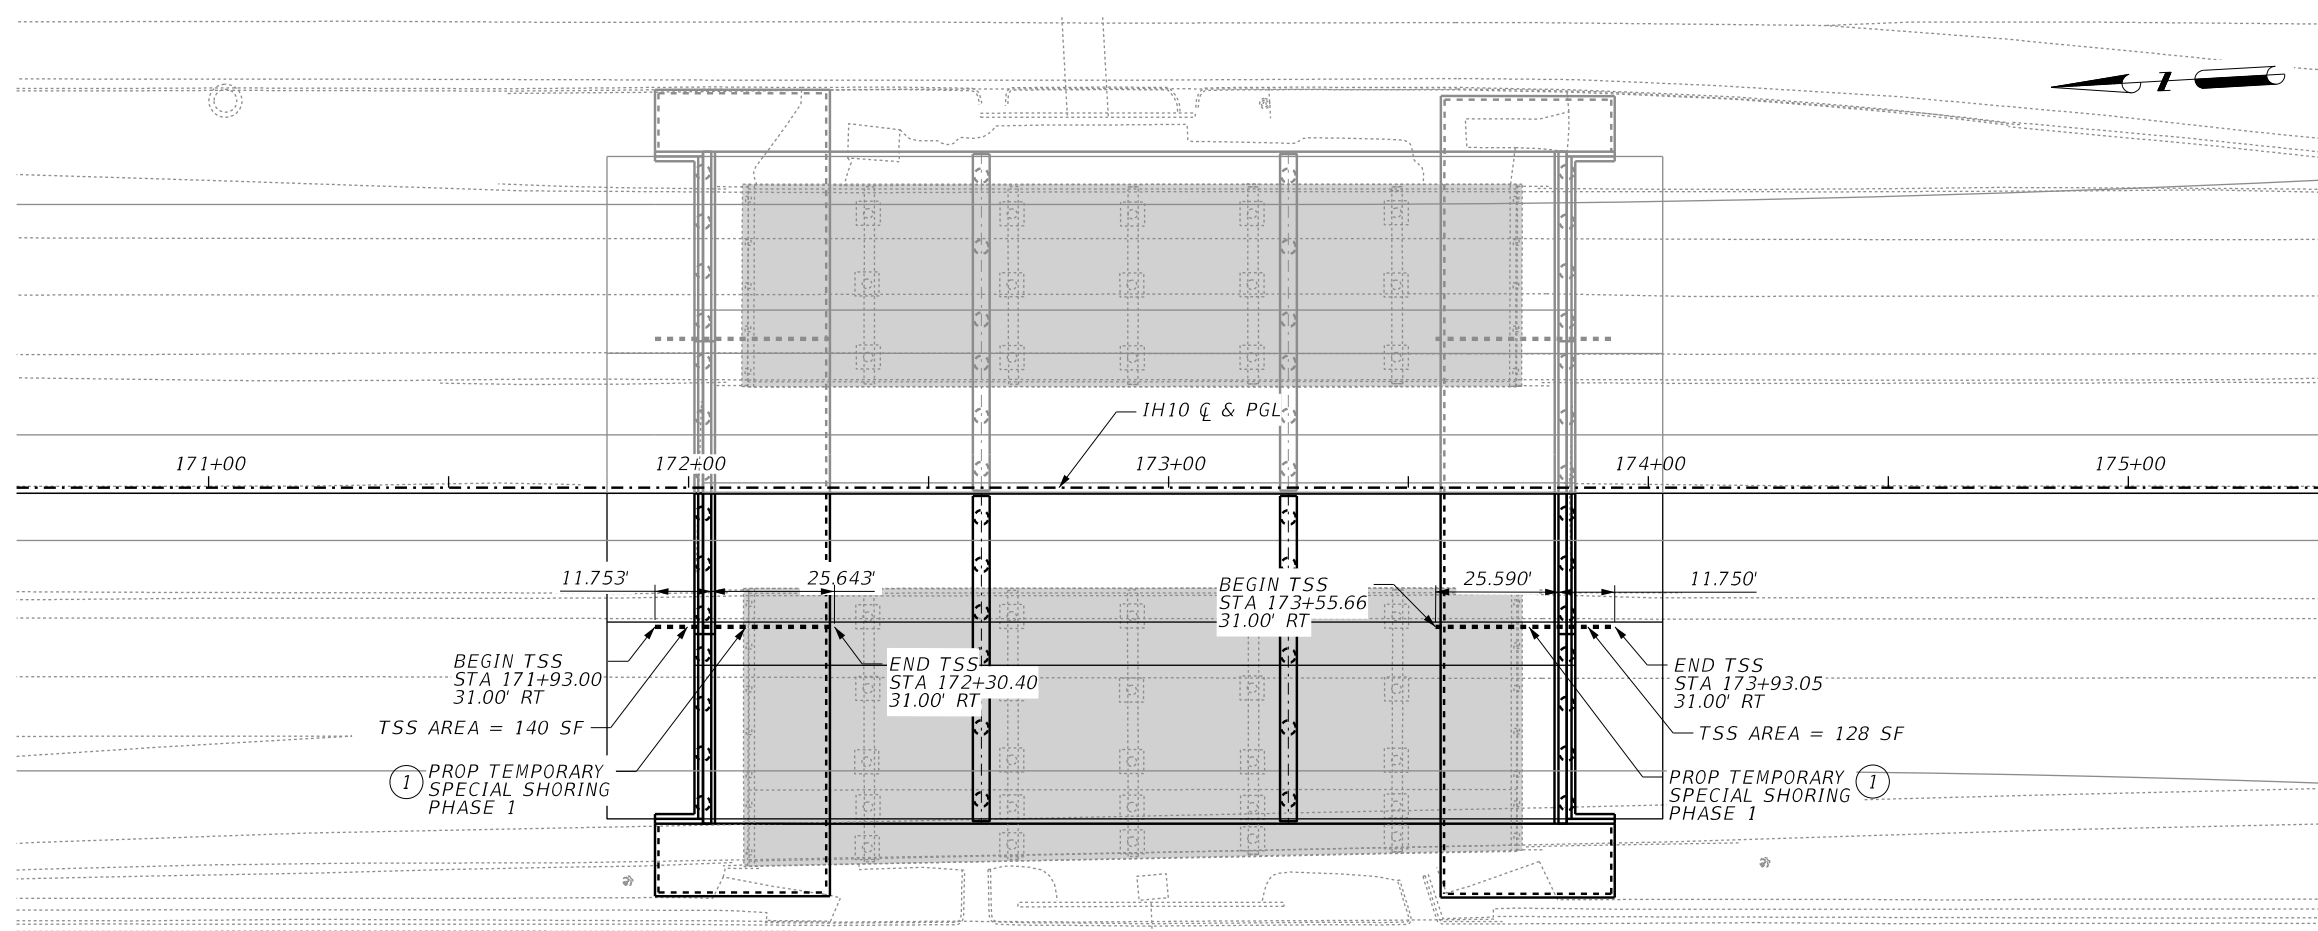 N
IH10 ℄ & PGL
171+00
172+00
173+00
174+00
175+00
11.753'
25.643'
BEGIN TSS
STA 173+55.66
31.00' RT
25.590'
11.750'
BEGIN TSS
STA 171+93.00
31.00' RT
END TSS
STA 172+30.40
31.00' RT
END TSS
STA 173+93.05
31.00' RT
TSS AREA = 140 SF
TSS AREA = 128 SF
1 PROP TEMPORARY
SPECIAL SHORING
PHASE 1
PROP TEMPORARY 1
SPECIAL SHORING
PHASE 1